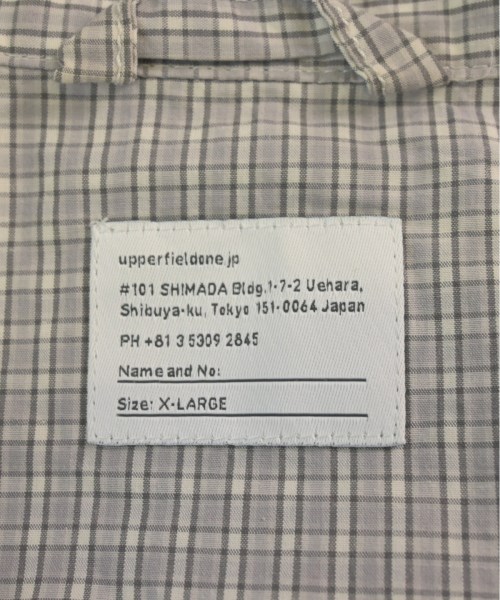 upperfieldone.jp
#101 SHIMADA Bldg.1-7-2 Uehara,
Shibuya-ku, Tokyo 151-0064 Japan
PH +81 3 5309 2845
Name and No:
Size: X-LARGE